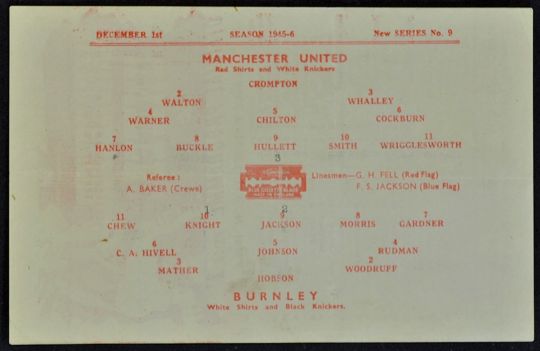 DECEMBER 1st SEASON 1945-6 New SERIES No. 9
MANCHESTER UNITED
Red Shirts and White Knickers
CROMPTON
2 3
WALTON WHALLEY
4 5 6
WARNER CHILTON COCKBURN
7 8 9 10 11
HANLON BUCKLE HULLETT SMITH WRIGGLESWORTH
3
Referee: Linesmen—G. H. FELL (Red Flag)
A. BAKER (Crewe) F. S. JACKSON (Blue Flag)
1 2
11 10 9 8 7
CHEW KNIGHT JACKSON MORRIS GARDNER
6 5 4
C. A. HIVELL JOHNSON RUDMAN
3 2
MATHER WOODRUFF
HOBSON
BURNLEY
White Shirts and Black Knickers.